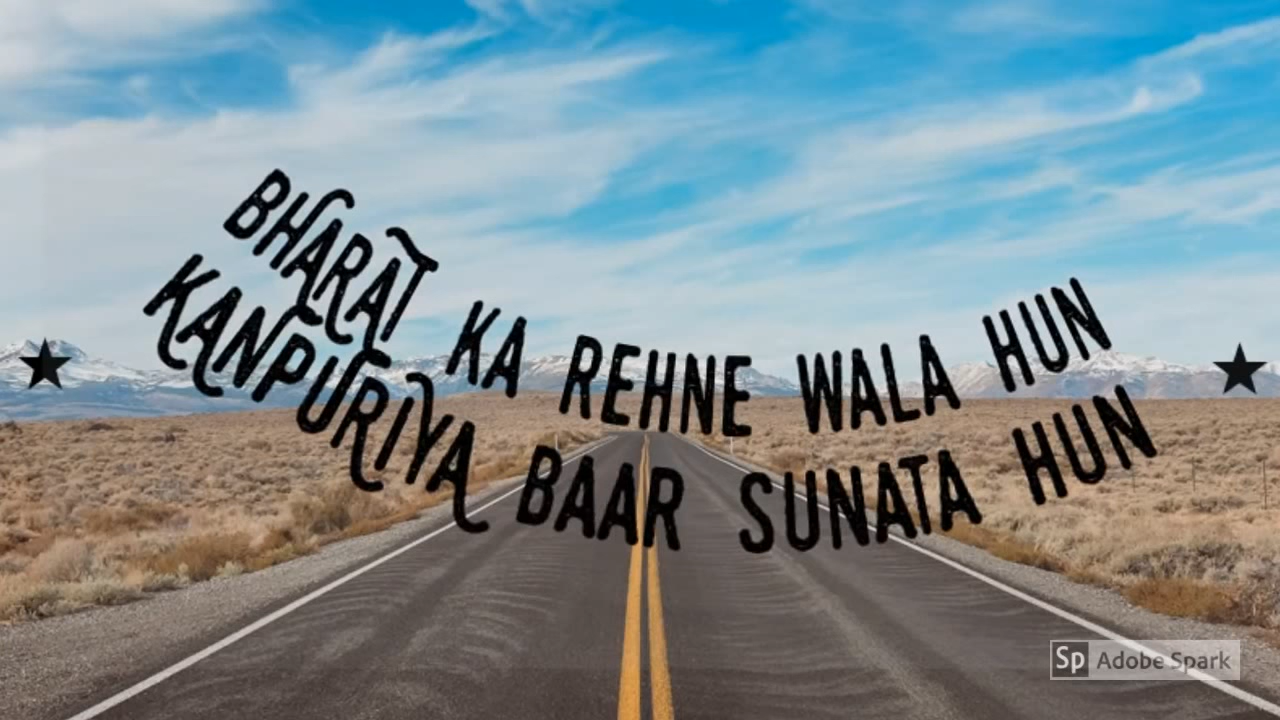 BHARAT KA REHNE WALA HUN
KANPURIYA BAAR SUNATA HUN
Sp Adobe Spark